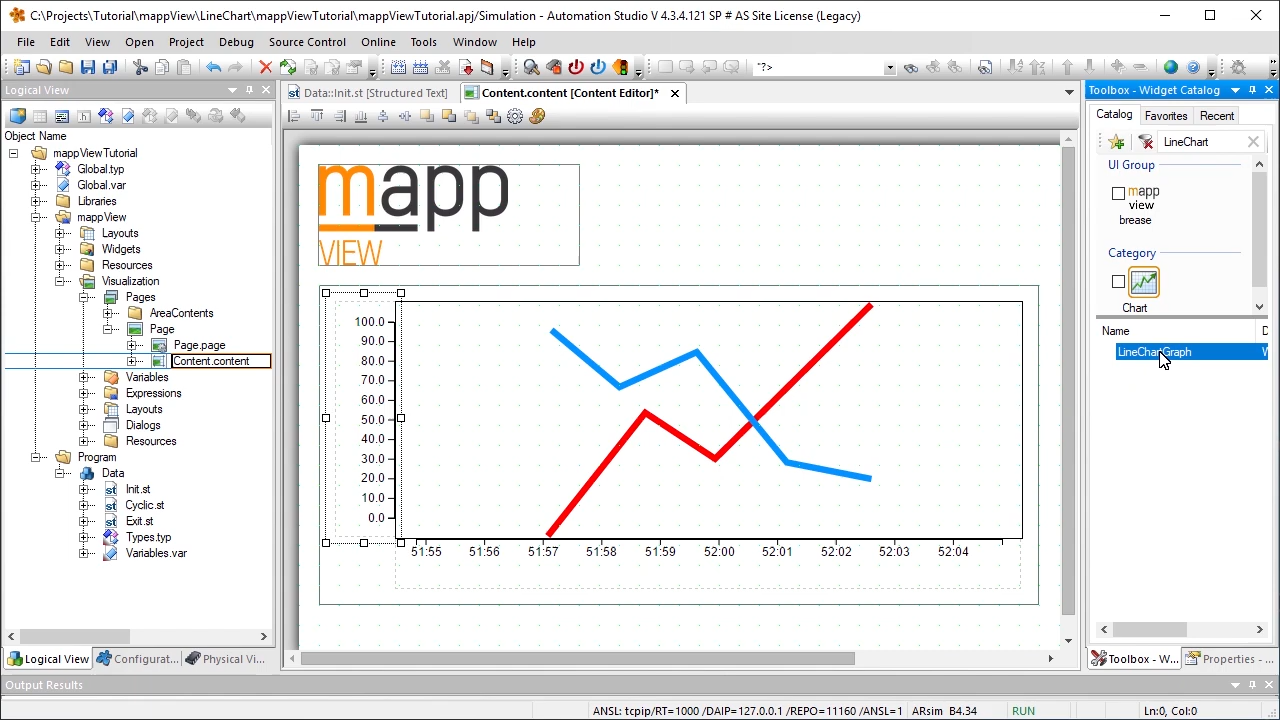 C:\Projects\Tutorial\mappView\LineChart\mappViewTutorial\mappViewTutorial.apj/Simulation - Automation Studio V 4.3.4.121 SP # AS Site License (Legacy)
File Edit View Open Project Debug Source Control Online Tools Window Help
"?>
Logical View
Data::Init.st [Structured Text]
Content.content [Content Editor]*
Toolbox - Widget Catalog
Catalog Favorites Recent
Object Name
LineChart
mappViewTutorial
Global.typ
Global.var
Libraries
mappView
Layouts
Widgets
Resources
Visualization
Pages
AreaContents
Page
Page.page
Content.content
Variables
Expressions
Layouts
Dialogs
Resources
Program
Data
Init.st
Cyclic.st
Exit.st
Types.typ
Variables.var
mapp
VIEW
100.0
90.0
80.0
70.0
60.0
50.0
40.0
30.0
20.0
10.0
0.0
51:55 51:56 51:57 51:58 51:59 52:00 52:01 52:02 52:03 52:04
UI Group
mapp
view
brease
Category
Chart
Name D
LineChartGraph W
Logical View Configurat... Physical Vi...
Toolbox - W... Properties - ...
Output Results
ANSL: tcpip/RT=1000 /DAIP=127.0.0.1 /REPO=11160 /ANSL=1 ARsim B4.34 RUN Ln:0, Col:0